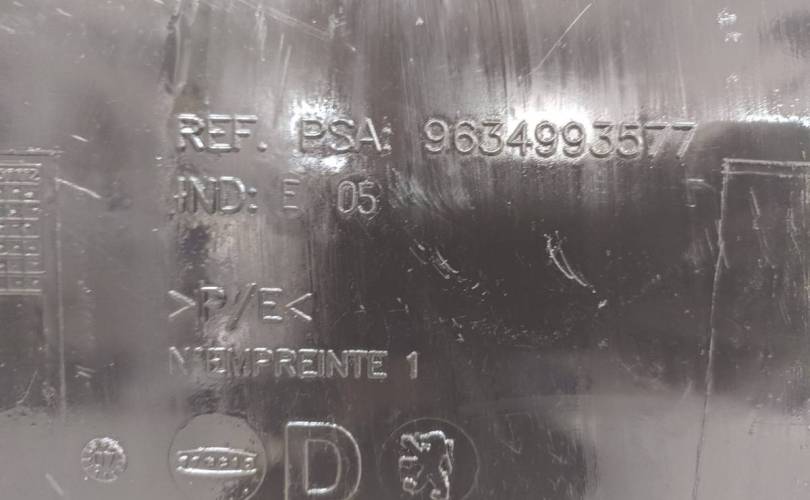 REF. PSA: 9634993577
IND: E 05
>P/E<
N°EMPREINTE 1
D